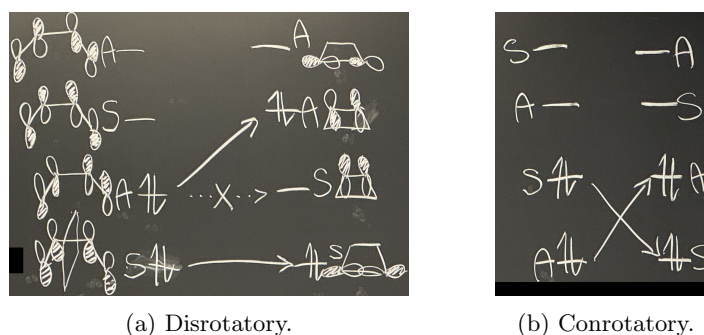 A A
S ⇅ A
A ⇅ ···X··> S
S ⇅ ⇅ S
(a) Disrotatory.
S A
A S
S ⇅ ⇅ A
A ⇅ ⇅ S
(b) Conrotatory.